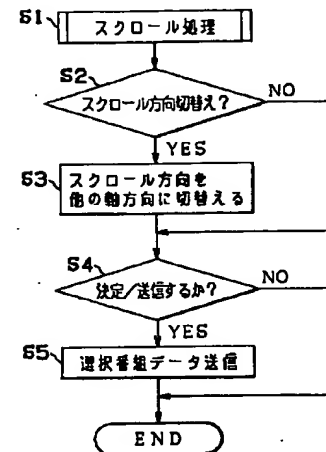 S1
スクロール処理
S2
スクロール方向切替え?
NO
YES
S3
スクロール方向を
他の軸方向に切替える
S4
決定/送信するか?
NO
YES
S5
選択番組データ送信
END